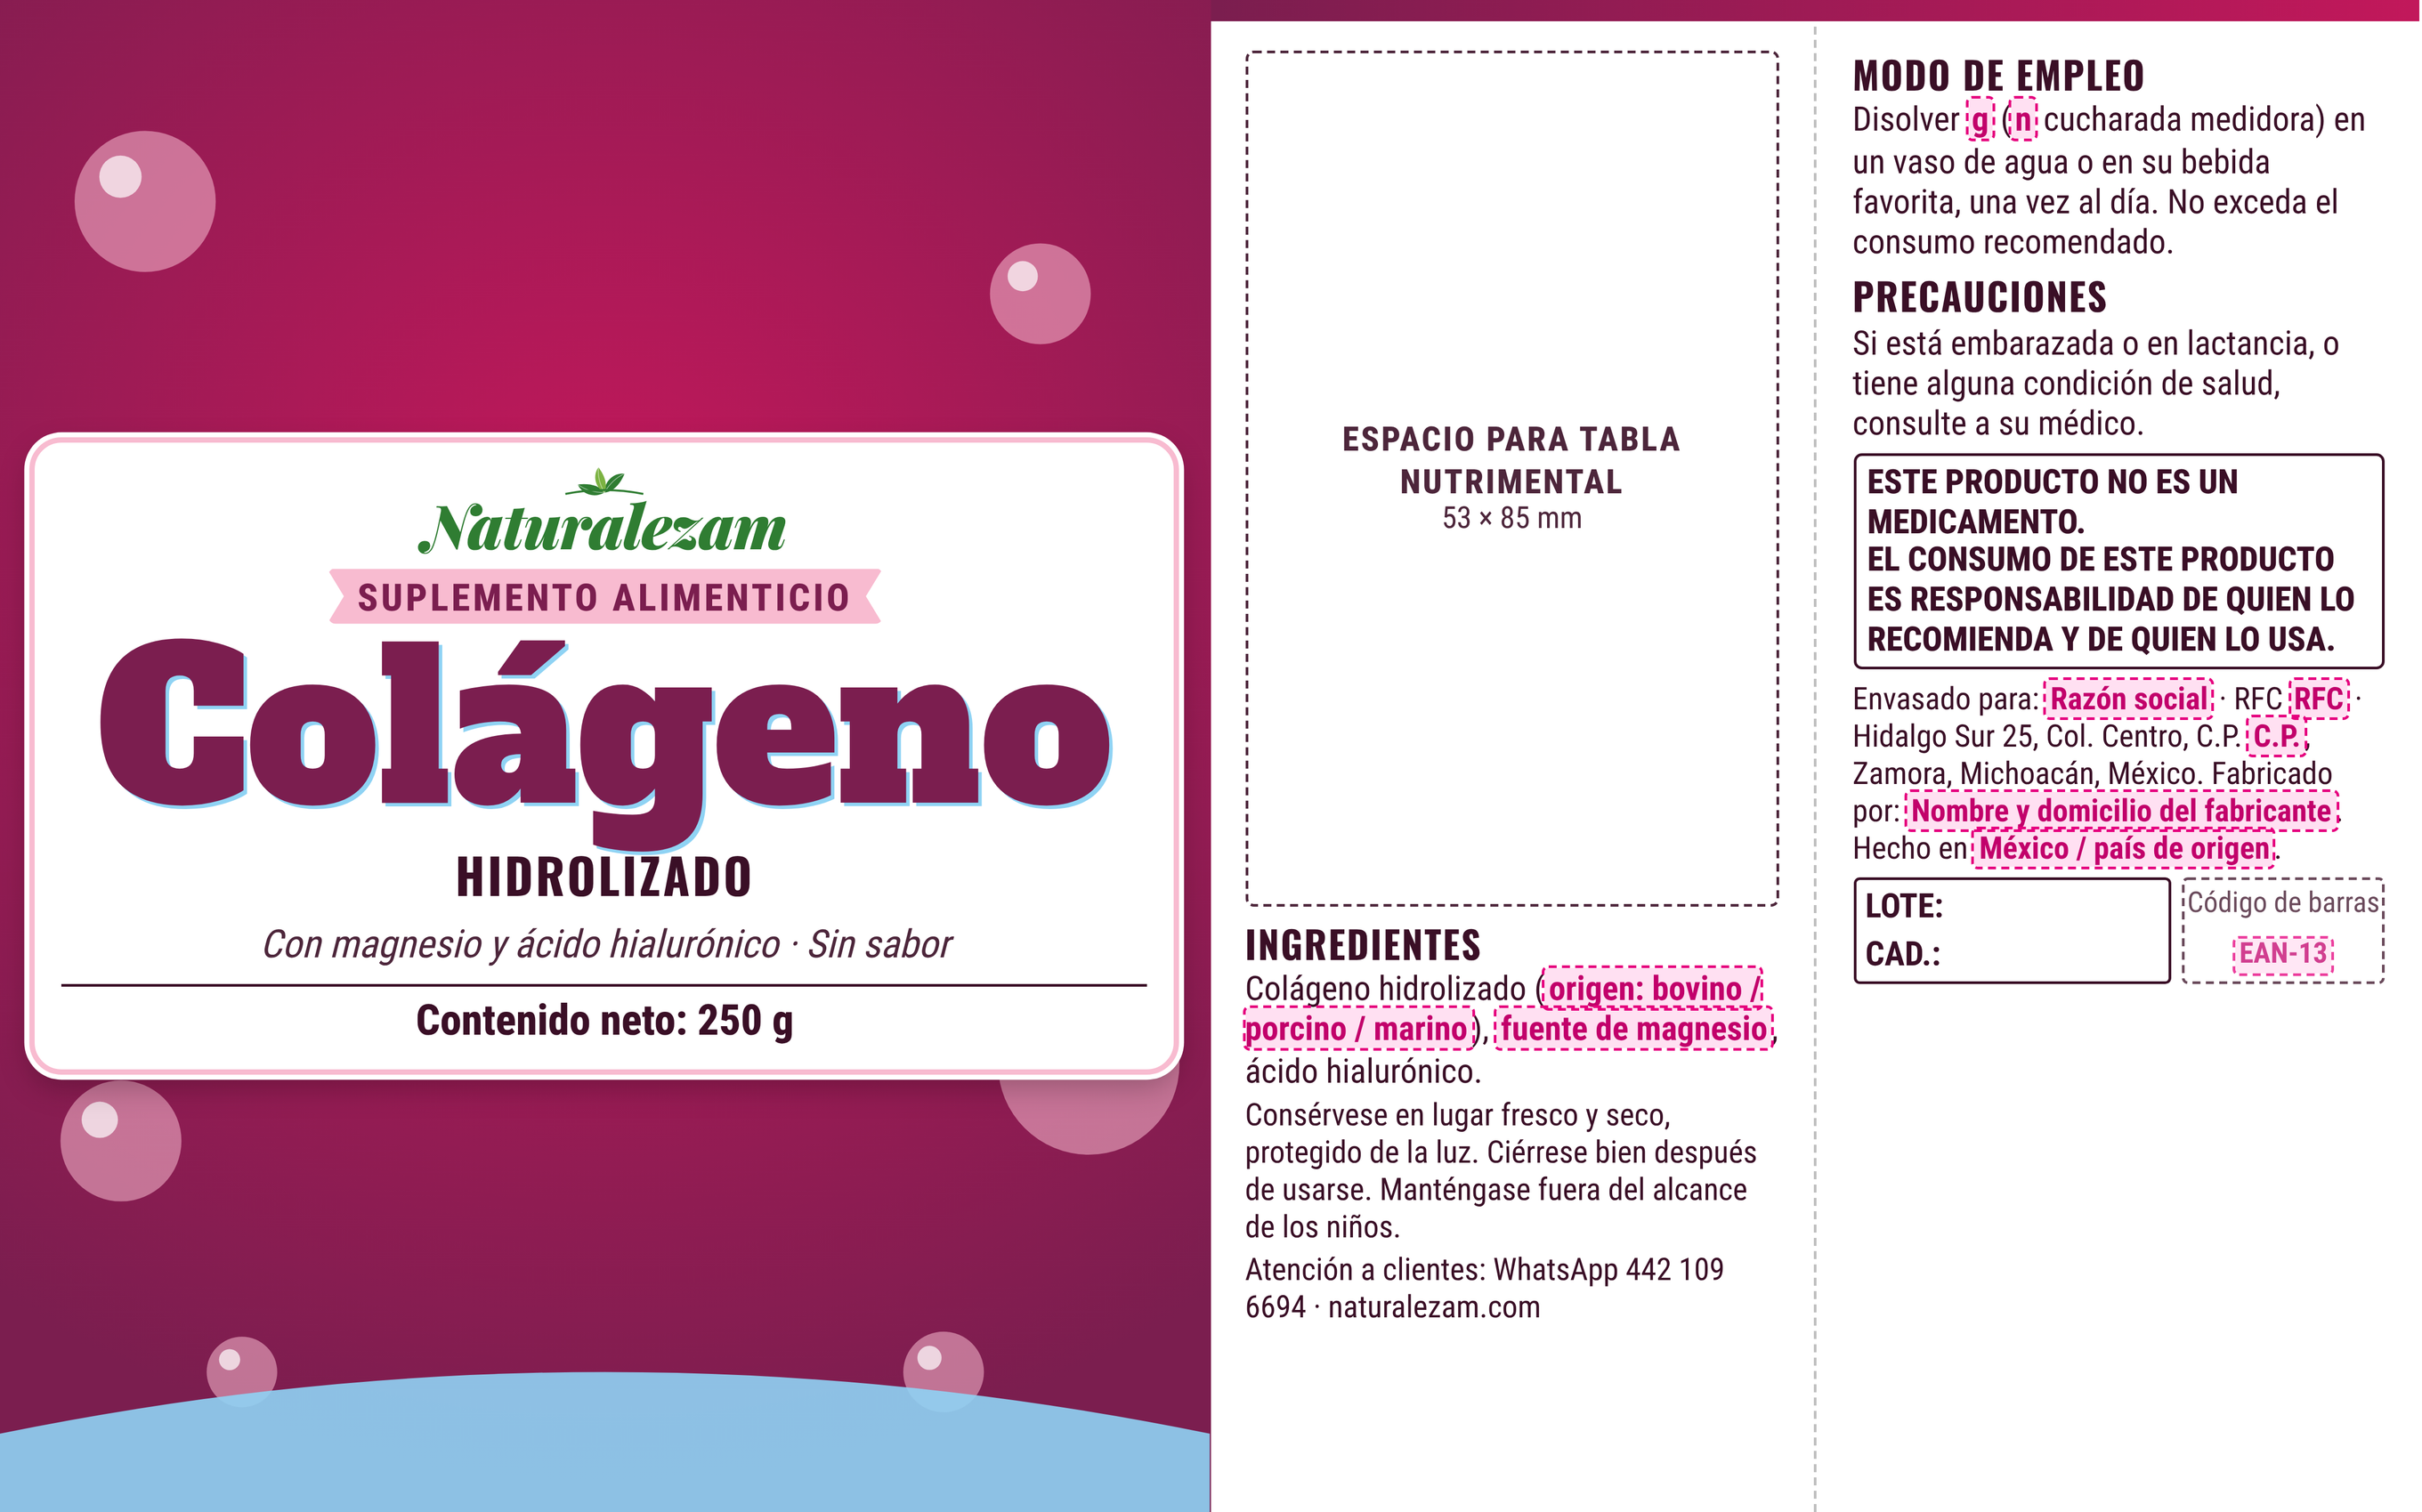 Naturalezam
SUPLEMENTO ALIMENTICIO
Colágeno
HIDROLIZADO
Con magnesio y ácido hialurónico · Sin sabor
Contenido neto: 250 g
ESPACIO PARA TABLA
NUTRIMENTAL
53 × 85 mm
INGREDIENTES
Colágeno hidrolizado (origen: bovino /
porcino / marino), fuente de magnesio,
ácido hialurónico.
Consérvese en lugar fresco y seco,
protegido de la luz. Ciérrese bien después
de usarse. Manténgase fuera del alcance
de los niños.
Atención a clientes: WhatsApp 442 109
6694 · naturalezam.com
MODO DE EMPLEO
Disolver g (n cucharada medidora) en
un vaso de agua o en su bebida
favorita, una vez al día. No exceda el
consumo recomendado.
PRECAUCIONES
Si está embarazada o en lactancia, o
tiene alguna condición de salud,
consulte a su médico.
ESTE PRODUCTO NO ES UN
MEDICAMENTO.
EL CONSUMO DE ESTE PRODUCTO
ES RESPONSABILIDAD DE QUIEN LO
RECOMIENDA Y DE QUIEN LO USA.
Envasado para: Razón social · RFC RFC ·
Hidalgo Sur 25, Col. Centro, C.P. C.P.,
Zamora, Michoacán, México. Fabricado
por: Nombre y domicilio del fabricante.
Hecho en México / país de origen.
LOTE:
CAD.:
Código de barras
EAN-13